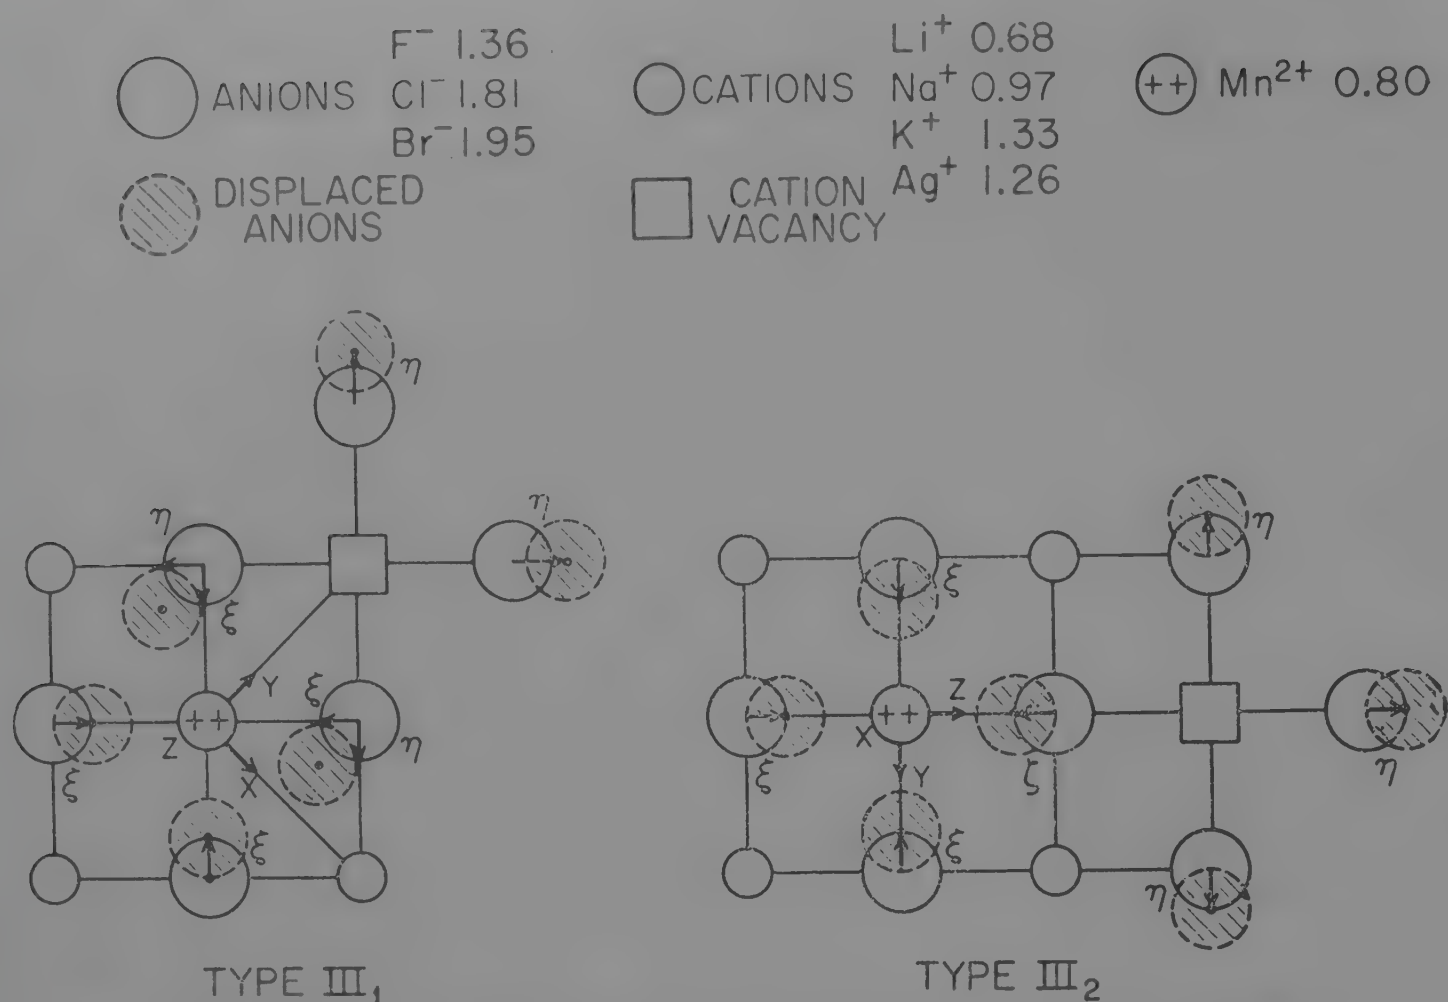 ANIONS
F⁻ 1.36
Cl⁻ 1.81
Br⁻ 1.95
CATIONS
Li⁺ 0.68
Na⁺ 0.97
K⁺ 1.33
Ag⁺ 1.26
++ Mn²⁺ 0.80
DISPLACED
ANIONS
CATION
VACANCY
η
η
η
ξ
Y
ξ
++
Z
η
ξ
X
ξ
TYPE III₁
η
ξ
++
Z
X
ξ
Y
ζ
η
ξ
η
TYPE III₂